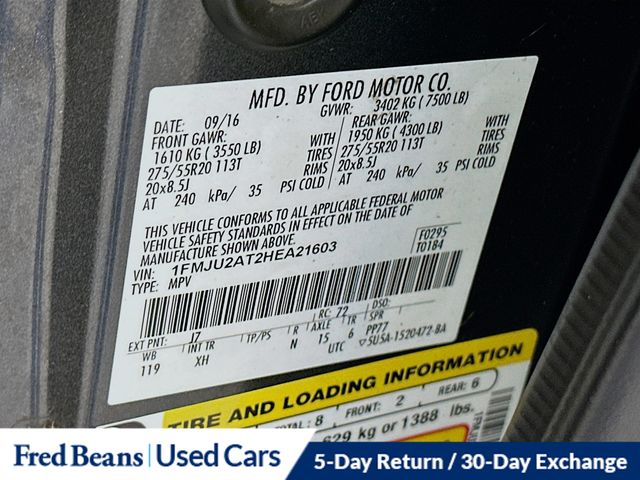 MFD. BY FORD MOTOR CO.
DATE: 09/16 GVWR: 3402 KG ( 7500 LB)
FRONT GAWR: WITH REAR GAWR: WITH
1610 KG ( 3550 LB) TIRES 1950 KG ( 4300 LB) TIRES
275/55R20 113T RIMS 275/55R20 113T RIMS
20x8.5J 20x8.5J
AT 240 kPa/ 35 PSI COLD AT 240 kPa/ 35 PSI COLD
THIS VEHICLE CONFORMS TO ALL APPLICABLE FEDERAL MOTOR
VEHICLE SAFETY STANDARDS IN EFFECT ON THE DATE OF
MANUFACTURE SHOWN ABOVE.
VIN: 1FMJU2AT2HEA21603 F0295
TYPE: MPV T0184
EXT PNT: J7 RC: 72 DSO:
WB INT TR TP/PS R AXLE TR SPR
119 XH N 15 6 PP77
UTC 5U5A-1520472-BA
TIRE AND LOADING INFORMATION
TOTAL: 8 FRONT: 2 REAR: 6
629 kg or 1388 lbs.
Fred Beans | Used Cars 5-Day Return / 30-Day Exchange